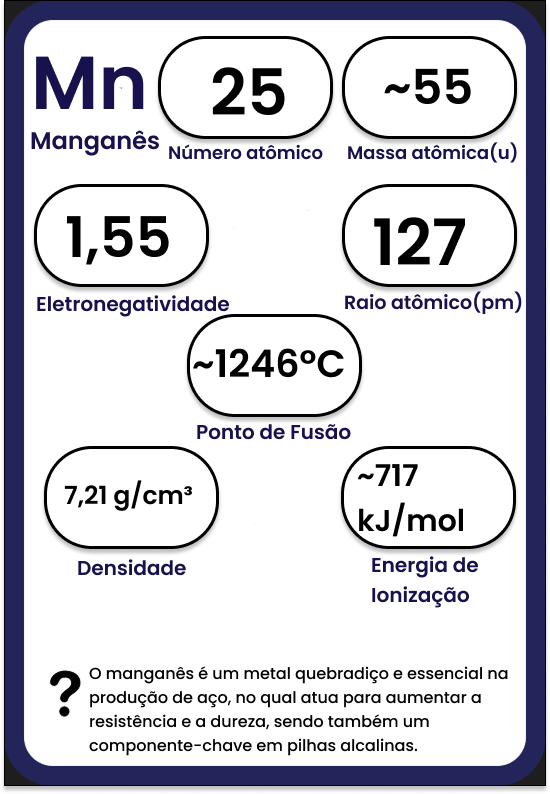 Mn
25
~55
Manganês
Número atômico
Massa atômica(u)
1,55
127
Eletronegatividade
Raio atômico(pm)
~1246°C
Ponto de Fusão
7,21 g/cm³
~717
kJ/mol
Densidade
Energia de
Ionização
?
O manganês é um metal quebradiço e essencial na
produção de aço, no qual atua para aumentar a
resistência e a dureza, sendo também um
componente-chave em pilhas alcalinas.